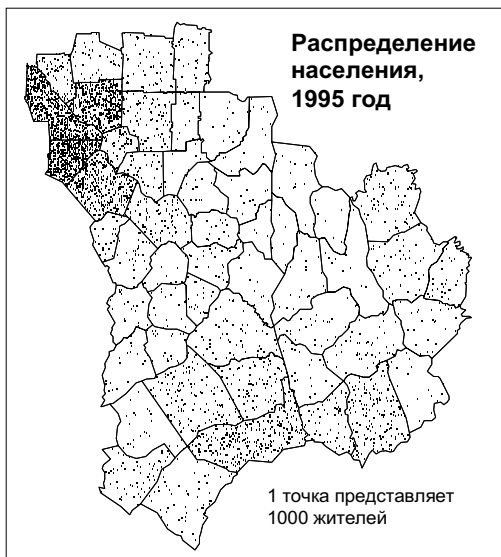 Распределение
населения,
1995 год
1 точка представляет
1000 жителей